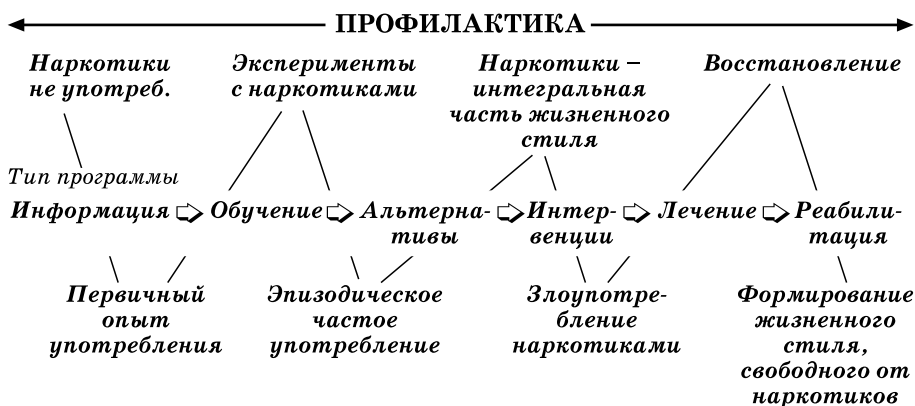 ПРОФИЛАКТИКА
Наркотики
не употреб.
Эксперименты
с наркотиками
Наркотики –
интегральная
часть жизненного
стиля
Восстановление
Тип программы
Информация
Обучение
Альтерна-
тивы
Интер-
венции
Лечение
Реабили-
тация
Первичный
опыт
употребления
Эпизодическое
частое
употребление
Злоупотре-
бление
наркотиками
Формирование
жизненного
стиля,
свободного от
наркотиков